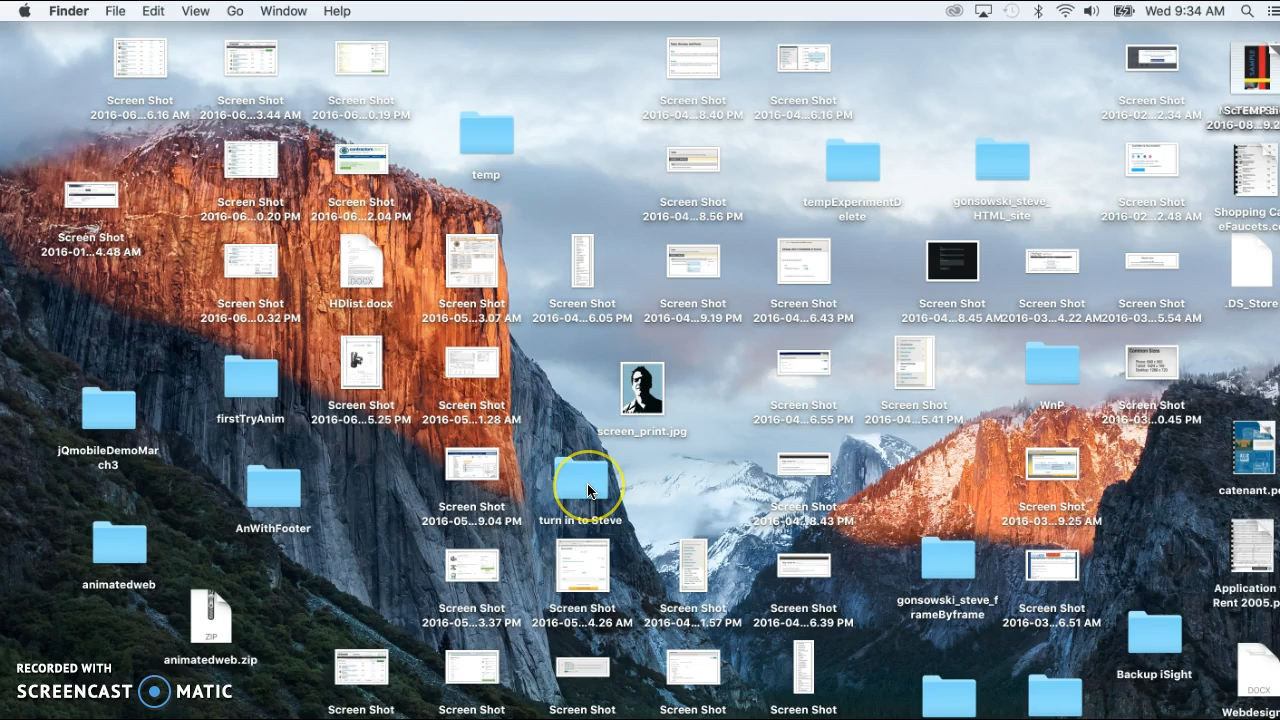 Finder File Edit View Go Window Help Wed 9:34 AM
Screen Shot
2016-06...6.16 AM
Screen Shot
2016-06...3.44 AM
Screen Shot
2016-06...0.19 PM
Screen Shot
2016-04...8.40 PM
Screen Shot
2016-04...6.16 PM
Screen Shot
2016-02...2.34 AM
temp
Screen Shot
2016-06...0.20 PM
Screen Shot
2016-06...2.04 PM
Screen Shot
2016-04...8.56 PM
tempExperimentD
elete
gonsowski_steve_
HTML_site
Screen Shot
2016-02...2.48 AM
Shopping Ca
eFaucets.c
Screen Shot
Screen Shot
2016-06...0.32 PM
HDlist.docx
DOCX
Screen Shot
2016-05...3.07 AM
Screen Shot
2016-04...6.05 PM
Screen Shot
2016-04...9.19 PM
Screen Shot
2016-04...6.43 PM
Screen Shot
2016-04...8.45 AM
Screen Shot
2016-03...4.22 AM
Screen Shot
2016-03...5.54 AM
.DS_Store
jQmobileDemoMar
ch3
firstTryAnim
Screen Shot
2016-06...5.25 PM
Screen Shot
2016-05...1.28 AM
screen_print.jpg
Screen Shot
2016-04...6.55 PM
Screen Shot
2016-04...5.41 PM
WnP
Common Sizes
Screen Shot
2016-03...0.45 PM
AnWithFooter
Screen Shot
2016-05...9.04 PM
turn in to Steve
Screen Shot
2016-04...8.43 PM
Screen Shot
2016-03...9.25 AM
catenant.p
animatedweb
Screen Shot
2016-05...3.37 PM
Screen Shot
2016-05...4.26 AM
Screen Shot
2016-04...1.57 PM
Screen Shot
2016-04...6.39 PM
gonsowski_steve_f
rameByframe
Screen Shot
2016-03...6.51 AM
Application
Rent 2005.p
ZIP
animatedweb.zip
Backup iSight
DOCX
Webdesign
Screen Shot
Screen Shot
Screen Shot
Screen Shot
Screen Shot
RECORDED WITH
SCREENCAST MATIC